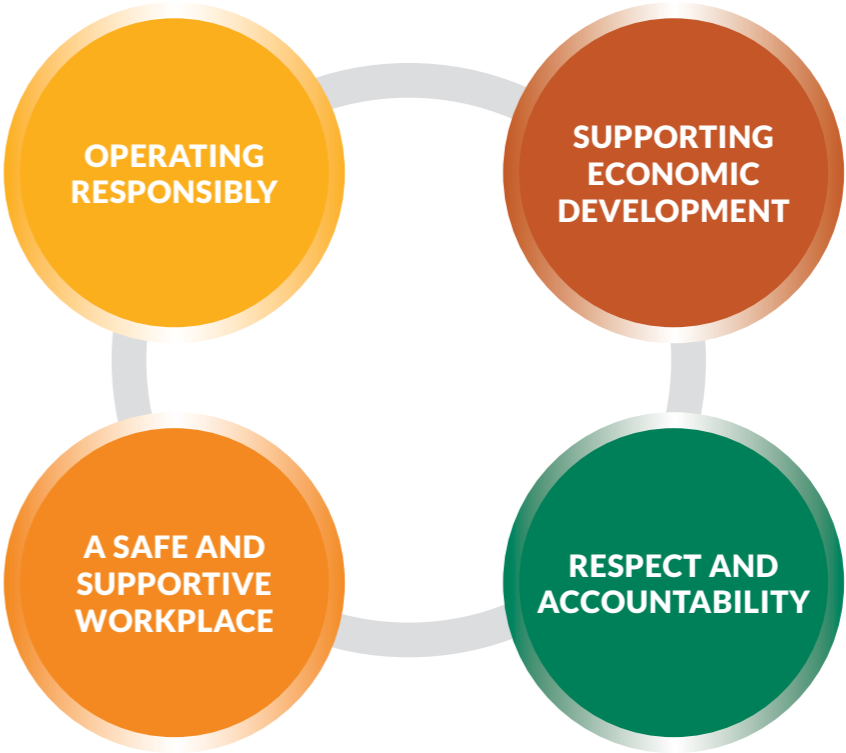 OPERATING
RESPONSIBLY
SUPPORTING
ECONOMIC
DEVELOPMENT
A SAFE AND
SUPPORTIVE
WORKPLACE
RESPECT AND
ACCOUNTABILITY